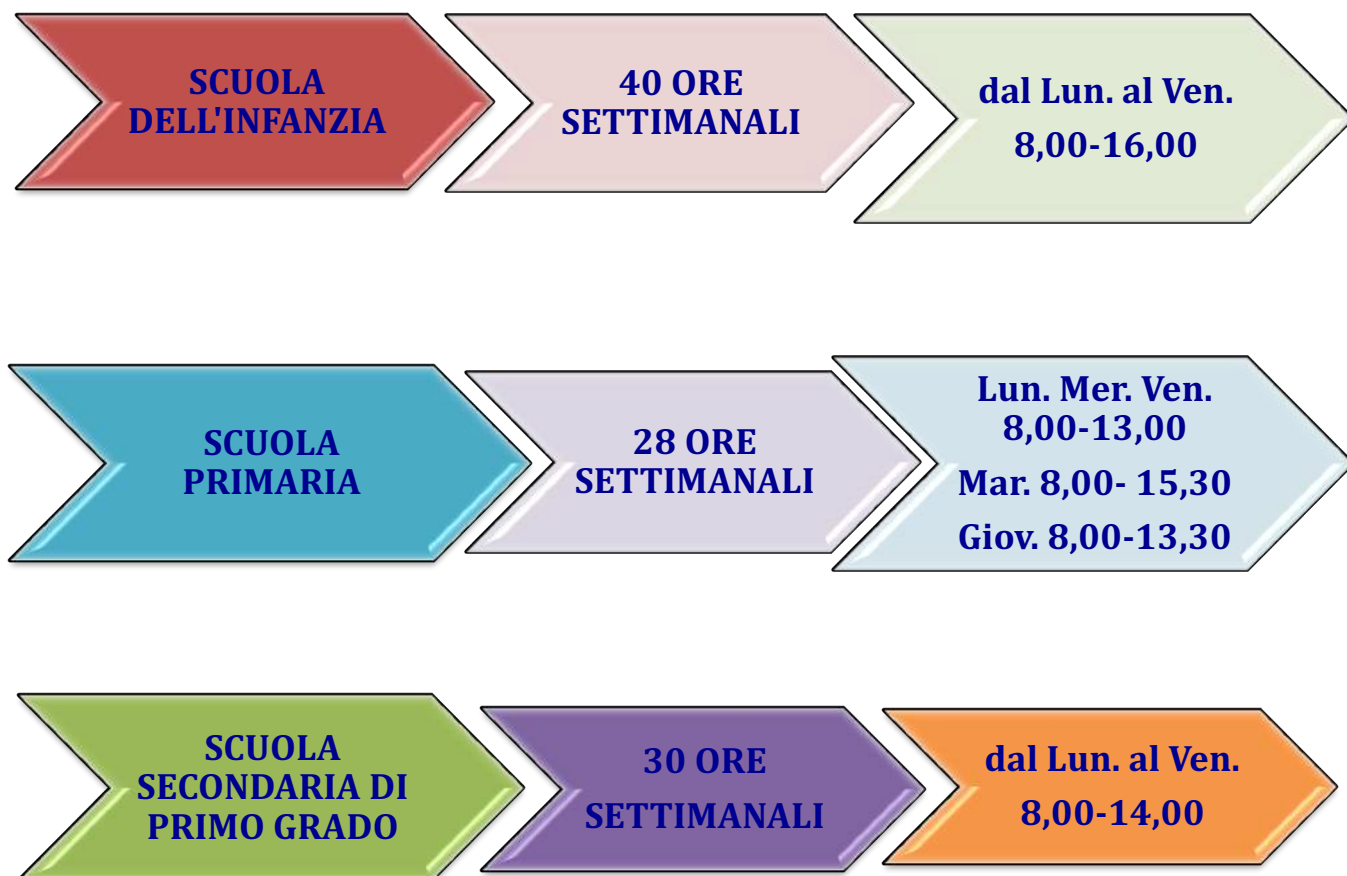 SCUOLA
DELL'INFANZIA
40 ORE
SETTIMANALI
dal Lun. al Ven.
8,00-16,00
SCUOLA
PRIMARIA
28 ORE
SETTIMANALI
Lun. Mer. Ven.
8,00-13,00
Mar. 8,00- 15,30
Giov. 8,00-13,30
SCUOLA
SECONDARIA DI
PRIMO GRADO
30 ORE
SETTIMANALI
dal Lun. al Ven.
8,00-14,00